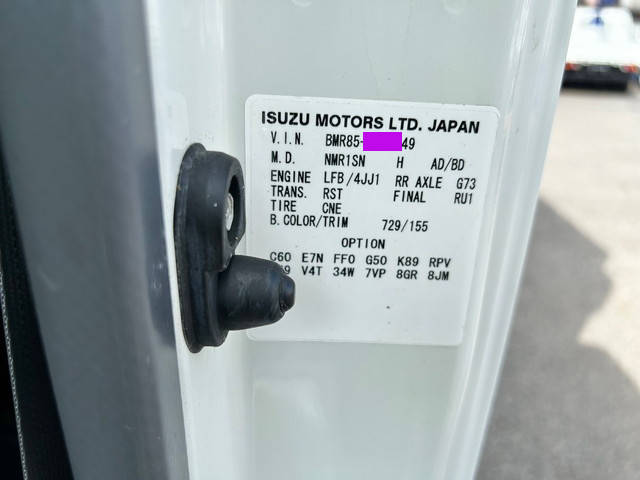 ISUZU MOTORS LTD. JAPAN
V.I.N. BMR85- 49
M.D. NMR1SN H AD/BD
ENGINE LFB/4JJ1 RR AXLE G73
TRANS. RST FINAL RU1
TIRE CNE
B.COLOR/TRIM 729/155
OPTION
C60 E7N FF0 G50 K89 RPV
9 V4T 34W 7VP 8GR 8JM